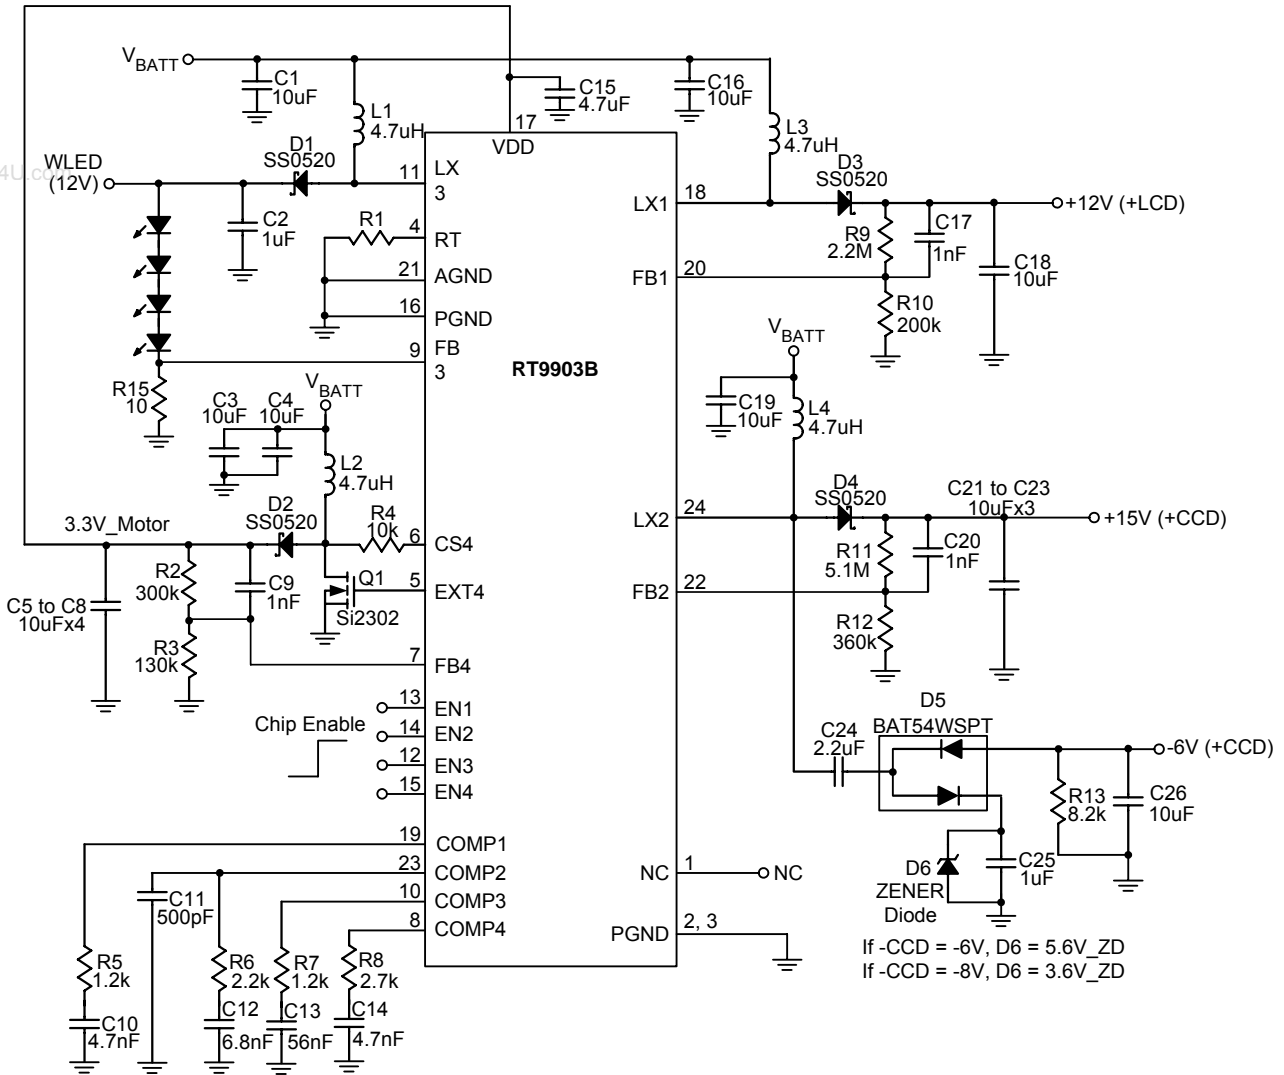 VBATT
C1
10uF
L1
4.7uH
C15
4.7uF
C16
10uF
L3
4.7uH
17
VDD
4U.com
WLED
(12V)
D1
SS0520
11
LX
3
C2
1uF
R1
4
RT
21
AGND
16
PGND
9
FB
3
R15
10
RT9903B
LX1
18
D3
SS0520
+12V (+LCD)
R9
2.2M
C17
1nF
C18
10uF
FB1
20
R10
200k
VBATT
C3
10uF
C4
10uF
L2
4.7uH
VBATT
C19
10uF
L4
4.7uH
3.3V_Motor
D2
SS0520
R4
10k
6
CS4
5
EXT4
Q1
Si2302
C5 to C8
10uFx4
R2
300k
C9
1nF
R3
130k
7
FB4
LX2
24
D4
SS0520
C21 to C23
10uFx3
+15V (+CCD)
R11
5.1M
C20
1nF
FB2
22
R12
360k
Chip Enable
13
EN1
14
EN2
12
EN3
15
EN4
C24
2.2uF
D5
BAT54WSPT
-6V (+CCD)
R13
8.2k
C26
10uF
D6
ZENER
Diode
C25
1uF
19
COMP1
23
COMP2
10
COMP3
8
COMP4
NC
1
NC
PGND
2, 3
C11
500pF
R5
1.2k
R6
2.2k
R7
1.2k
R8
2.7k
C10
4.7nF
C12
6.8nF
C13
56nF
C14
4.7nF
If -CCD = -6V, D6 = 5.6V_ZD
If -CCD = -8V, D6 = 3.6V_ZD